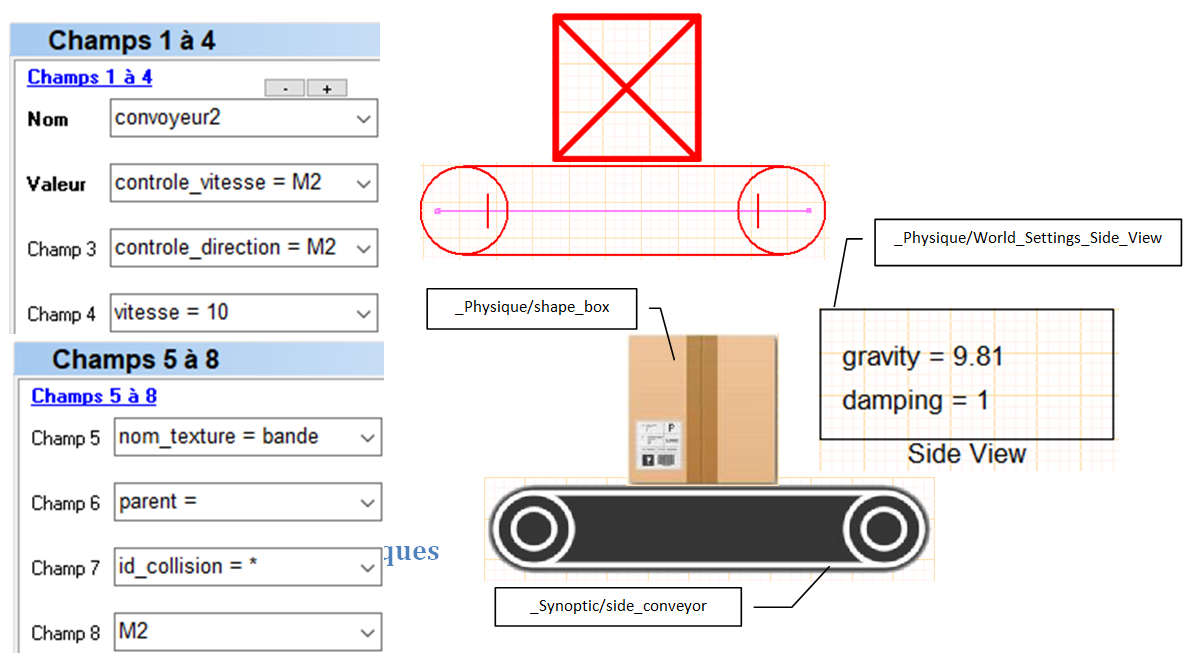 Champs 1 à 4
Champs 1 à 4
- +
Nom convoyeur2
Valeur controle_vitesse = M2
Champ 3 controle_direction = M2
Champ 4 vitesse = 10
Champs 5 à 8
Champs 5 à 8
Champ 5 nom_texture = bande
Champ 6 parent =
Champ 7 id_collision = *
Champ 8 M2
ques
_Physique/World_Settings_Side_View
_Physique/shape_box
gravity = 9.81
damping = 1
Side View
P
_Synoptic/side_conveyor